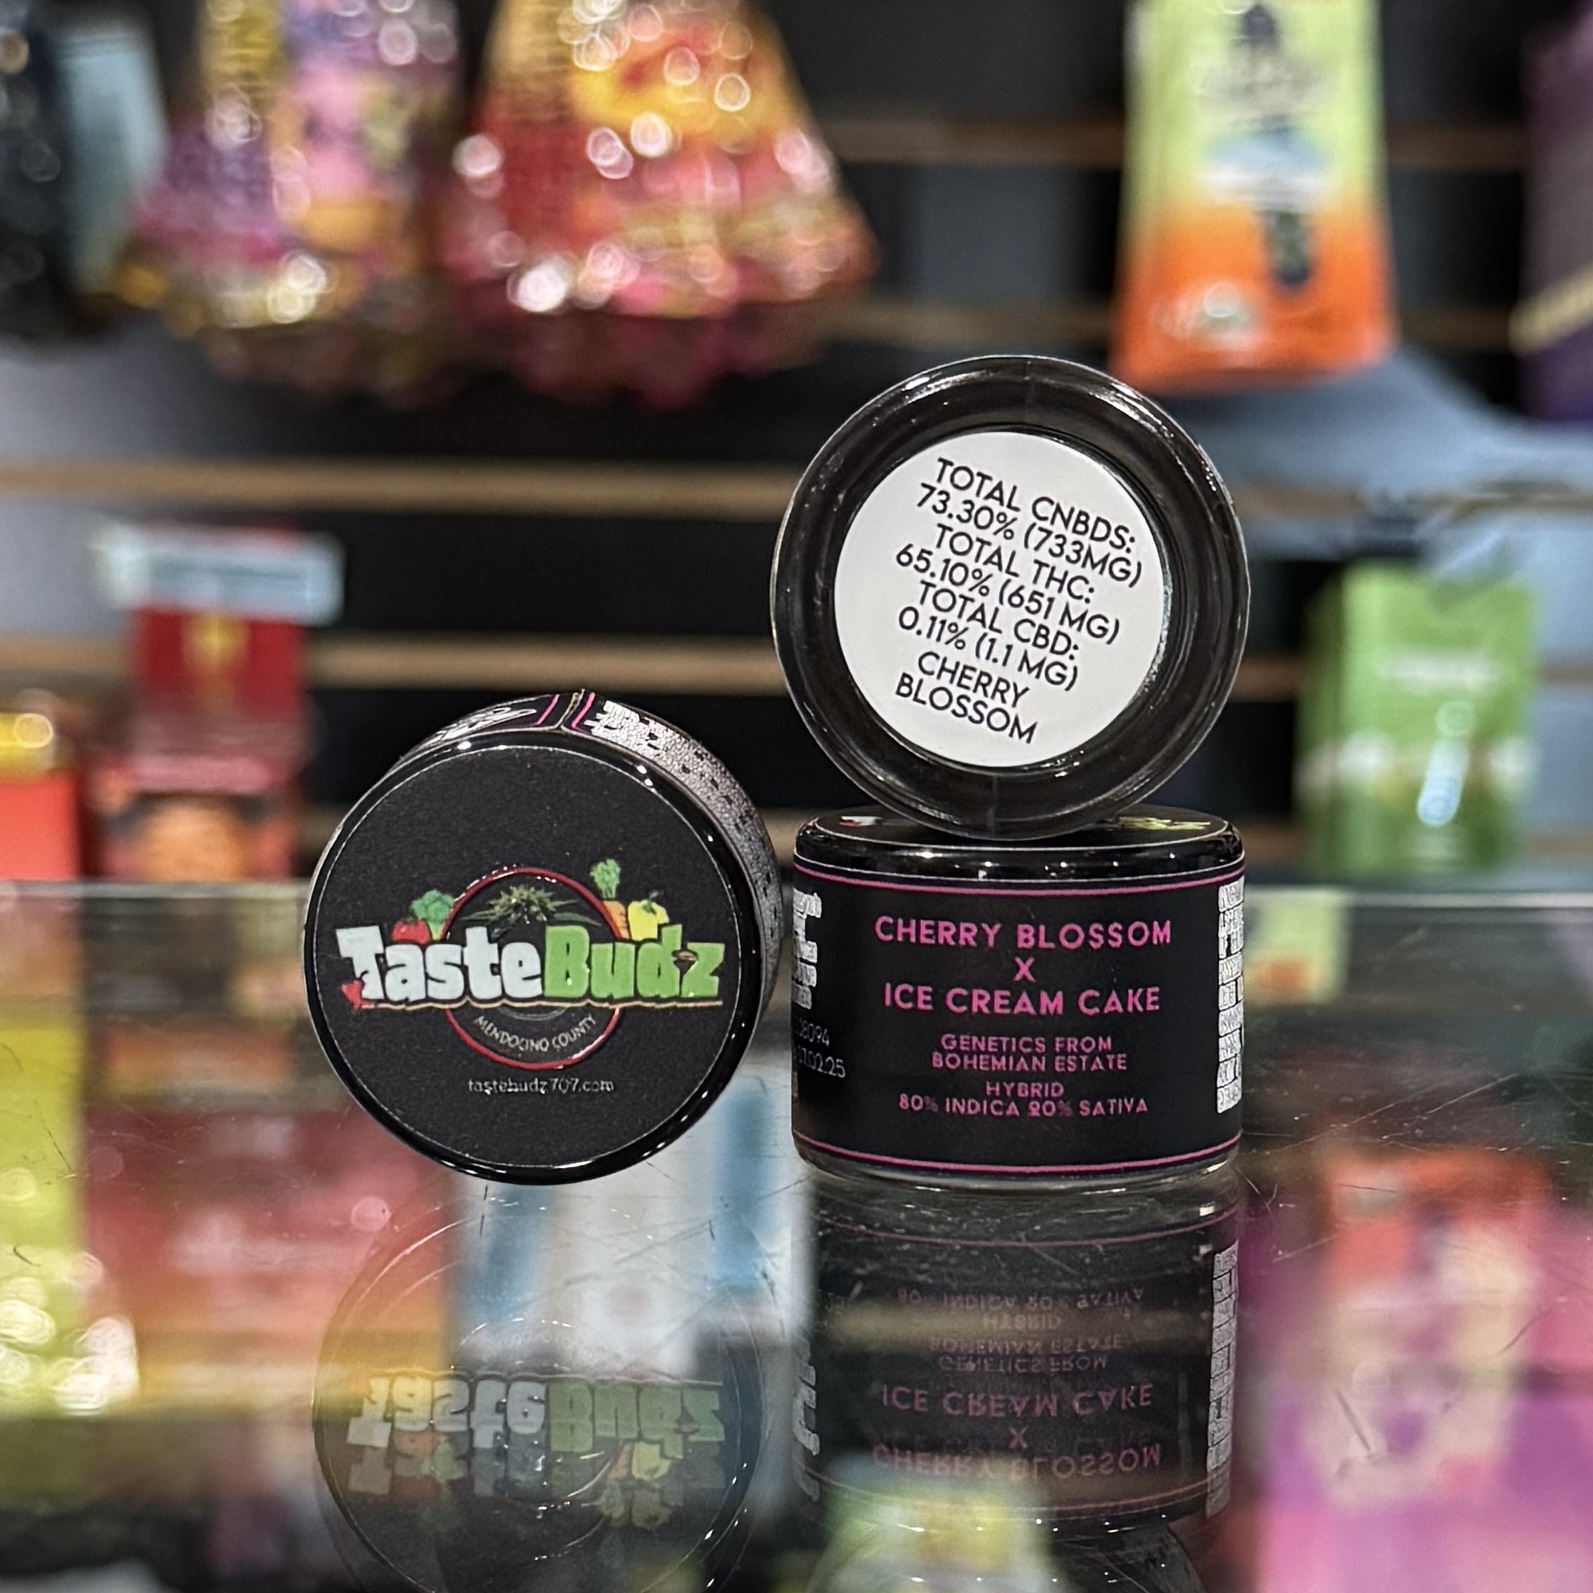 TOTAL CNBDS:
73.30% (733MG)
TOTAL THC:
65.10% (651 MG)
TOTAL CBD:
0.11% (1.1 MG)
CHERRY
BLOSSOM
TasteBudz
MENDOCINO COUNTY
tastebudz707.com
CHERRY BLOSSOM
X
ICE CREAM CAKE
GENETICS FROM
BOHEMIAN ESTATE
HYBRID
80% INDICA 20% SATIVA